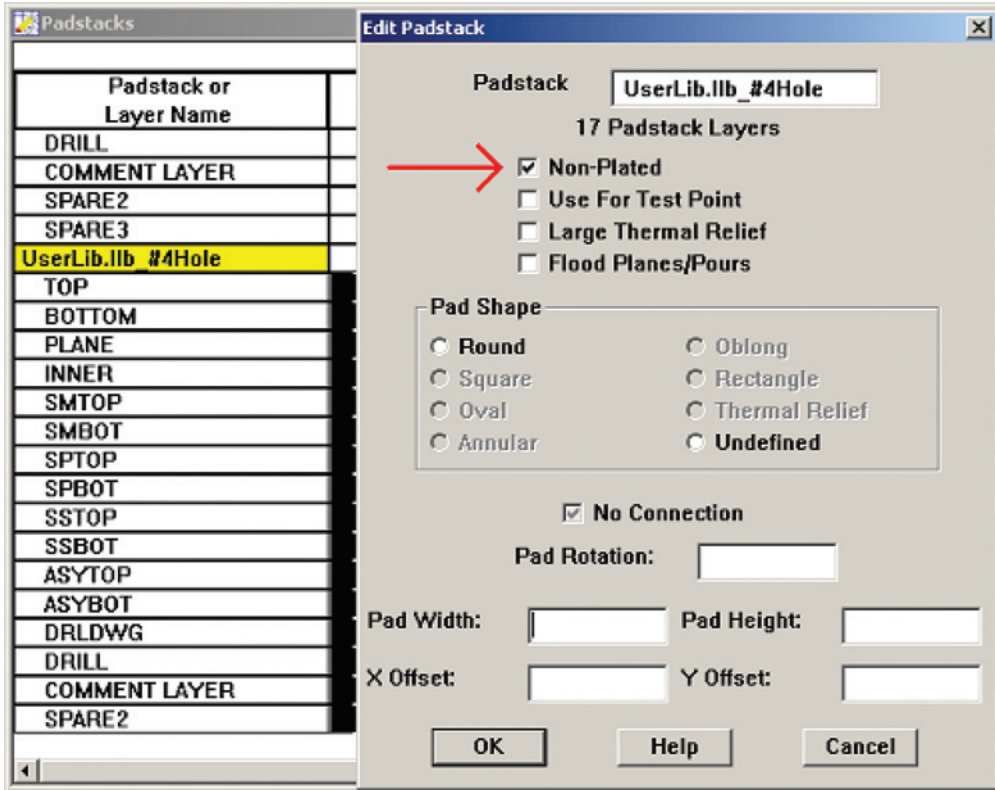 Padstacks
Padstack or
Layer Name
DRILL
COMMENT LAYER
SPARE2
SPARE3
UserLib.llb_#4Hole
TOP
BOTTOM
PLANE
INNER
SMTOP
SMBOT
SPTOP
SPBOT
SSTOP
SSBOT
ASYTOP
ASYBOT
DRLDWG
DRILL
COMMENT LAYER
SPARE2
Edit Padstack
Padstack UserLib.llb_#4Hole
17 Padstack Layers
Non-Plated
Use For Test Point
Large Thermal Relief
Flood Planes/Pours
Pad Shape
Round Oblong
Square Rectangle
Oval Thermal Relief
Annular Undefined
No Connection
Pad Rotation:
Pad Width: Pad Height:
X Offset: Y Offset:
OK Help Cancel